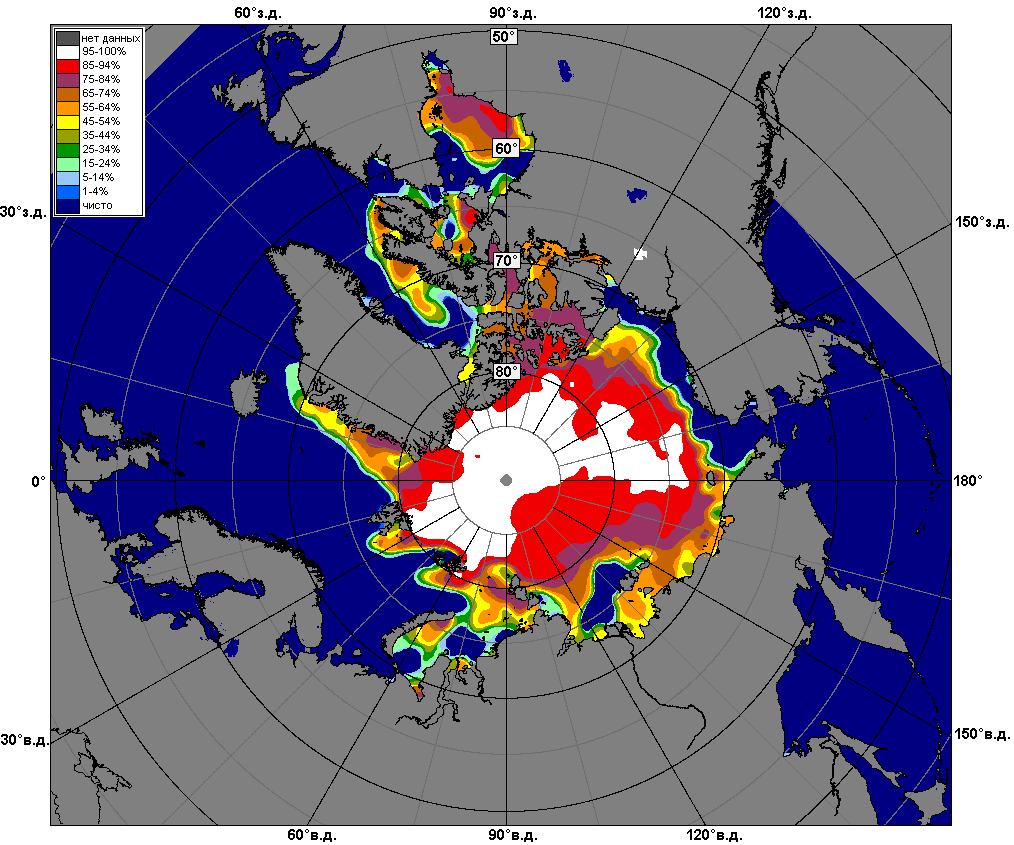 60°з.д.
90°з.д.
120°з.д.
50°
нет данных
95-100%
85-94%
75-84%
65-74%
55-64%
45-54%
35-44%
25-34%
15-24%
5-14%
1-4%
чисто
60°
30°з.д.
150°з.д.
70°
80°
0°
180°
30°в.д.
150°в.д.
60°в.д.
90°в.д.
120°в.д.